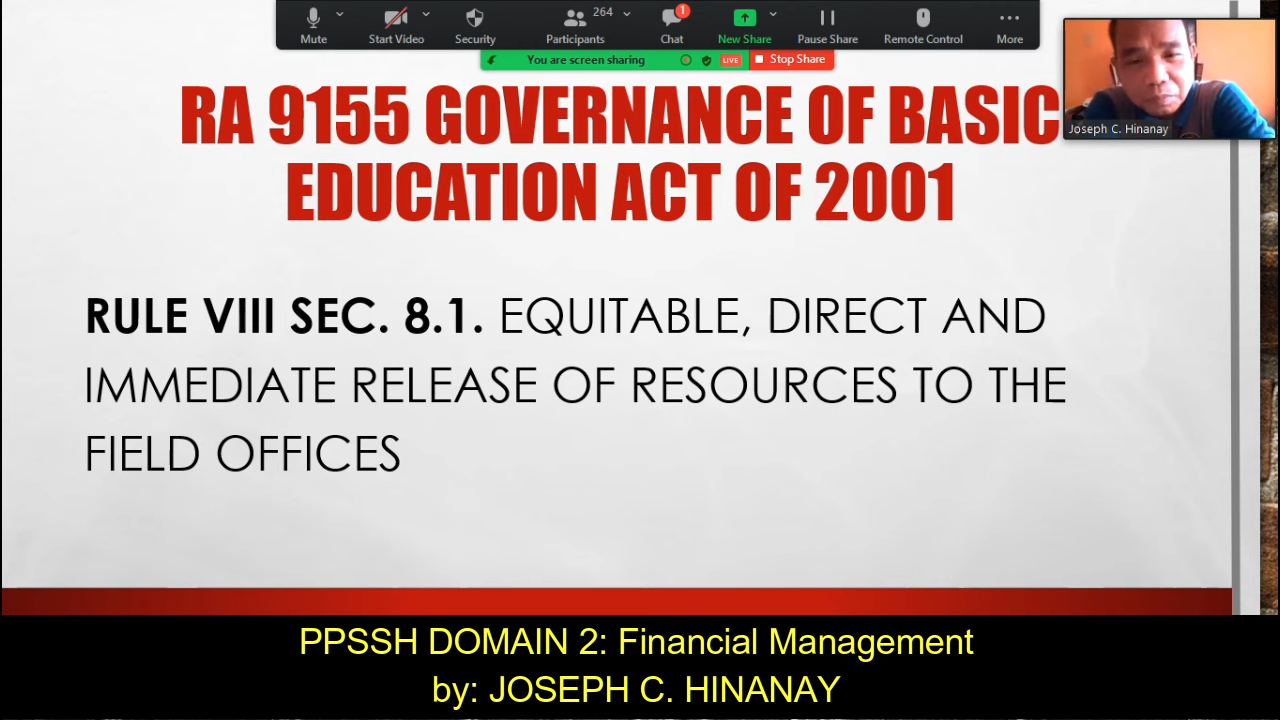 264
1
Mute
Start Video
Security
Participants
Chat
New Share
Pause Share
Remote Control
More
You are screen sharing
LIVE
Stop Share
Joseph C. Hinanay
RA 9155 GOVERNANCE OF BASIC
EDUCATION ACT OF 2001
RULE VIII SEC. 8.1. EQUITABLE, DIRECT AND
IMMEDIATE RELEASE OF RESOURCES TO THE
FIELD OFFICES
PPSSH DOMAIN 2: Financial Management
by: JOSEPH C. HINANAY